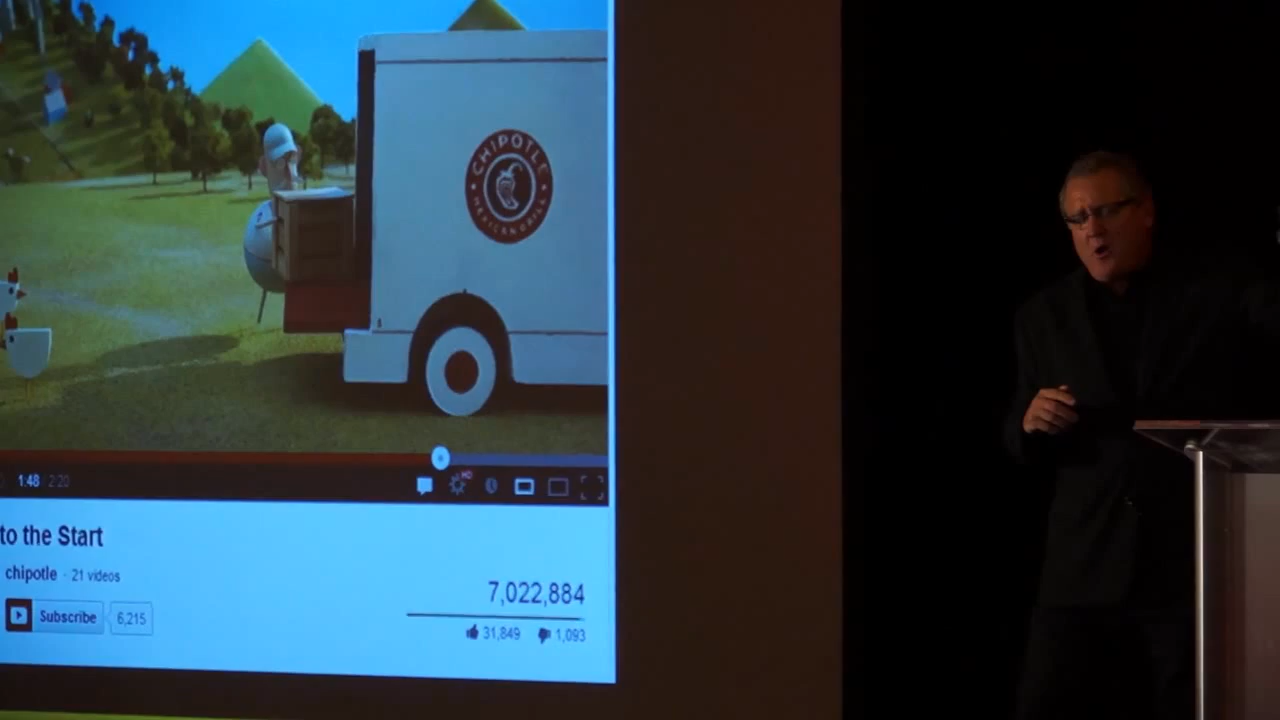 CHIPOTLE
MEXICAN GRILL
1:48 / 2:20
HD
to the Start
chipotle · 21 videos
7,022,884
Subscribe 6,215
31,849 1,093